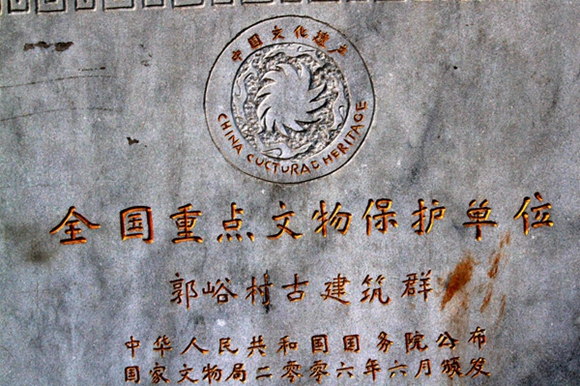 中国文化遗产
CHINA CULTURAL HERITAGE
全国重点文物保护单位
郭峪村古建筑群
中华人民共和国国务院公布
国家文物局二零零六年六月颁发